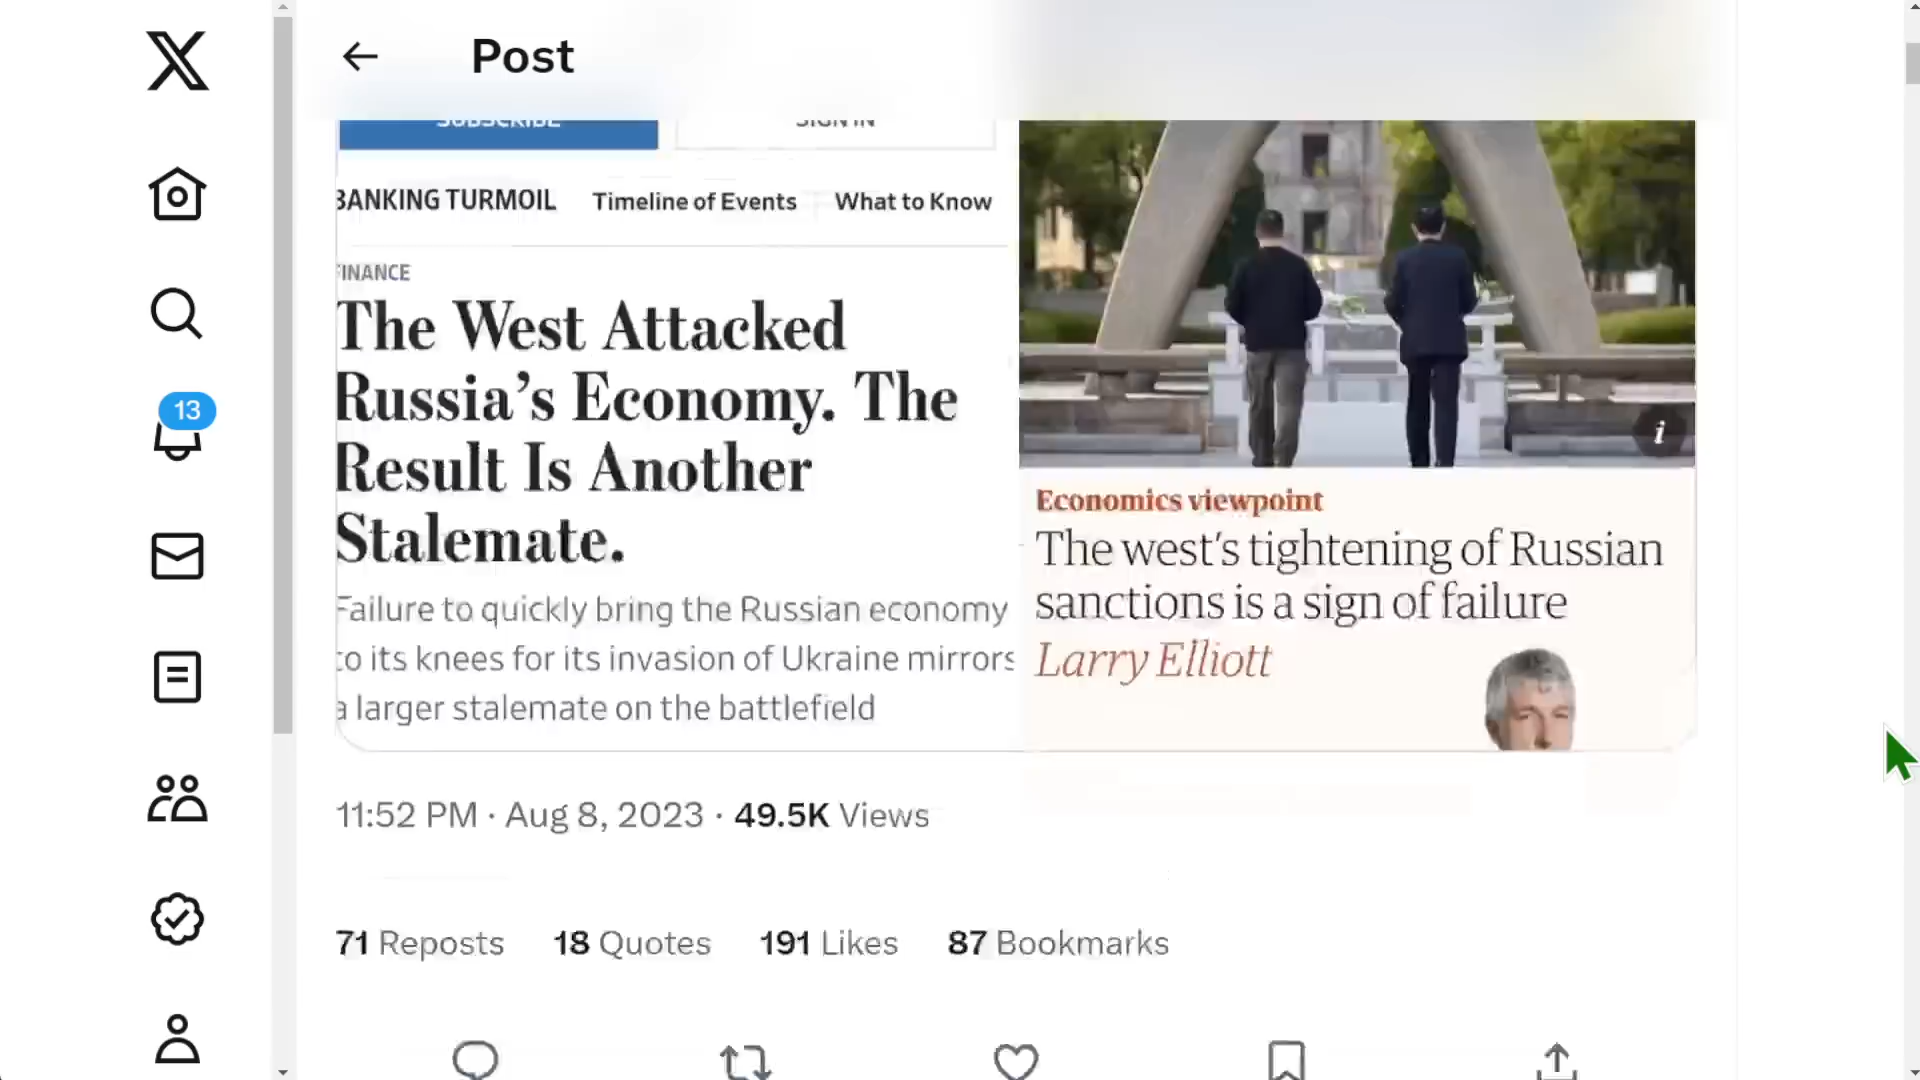 Post
SUBSCRIBE
SIGN IN
BANKING TURMOIL
Timeline of Events
What to Know
FINANCE
The West Attacked
Russia’s Economy. The
Result Is Another
Stalemate.
Failure to quickly bring the Russian economy
to its knees for its invasion of Ukraine mirrors
a larger stalemate on the battlefield
i
Economics viewpoint
The west’s tightening of Russian
sanctions is a sign of failure
Larry Elliott
13
11:52 PM · Aug 8, 2023 · 49.5K Views
71 Reposts 18 Quotes 191 Likes 87 Bookmarks